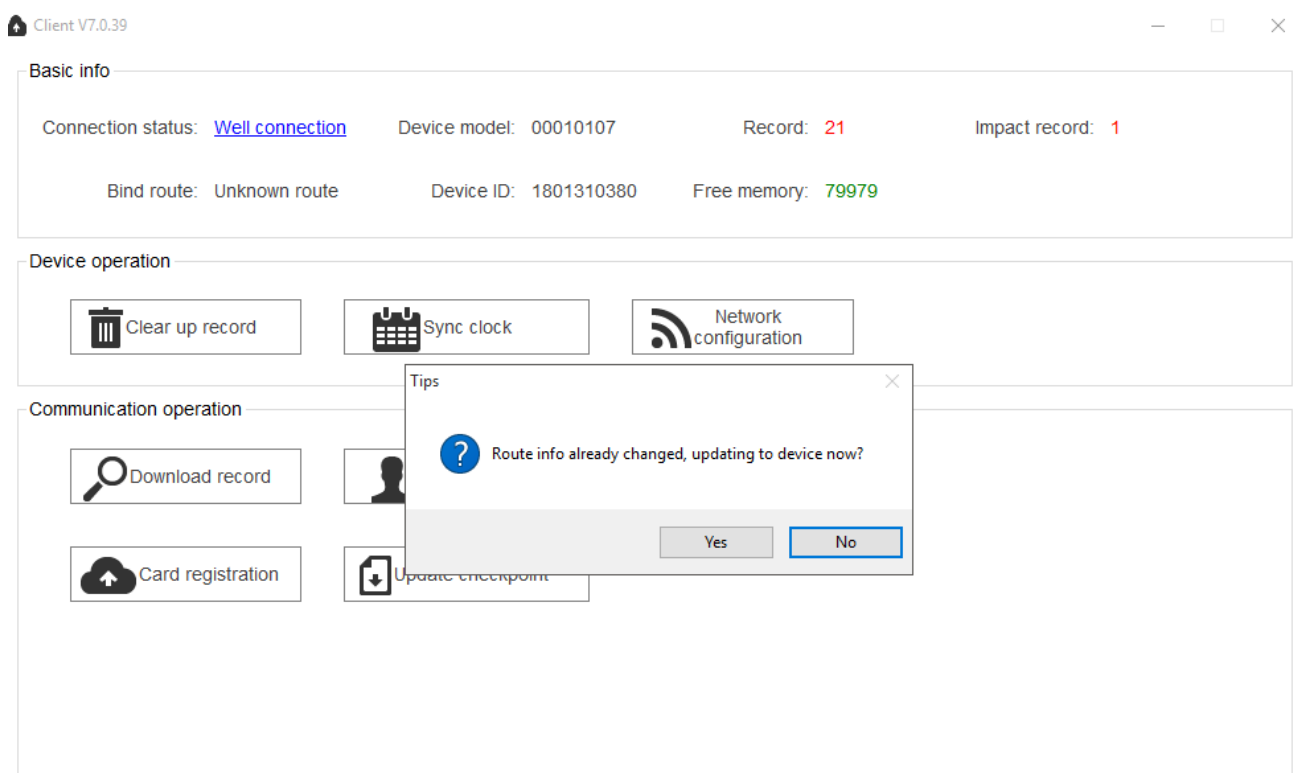 Client V7.0.39
Basic info
Connection status: Well connection Device model: 00010107 Record: 21 Impact record: 1
Bind route: Unknown route Device ID: 1801310380 Free memory: 79979
Device operation
Clear up record Sync clock Network
configuration
Tips
Communication operation
Route info already changed, updating to device now?
Download record
Yes No
Card registration Update checkpoint